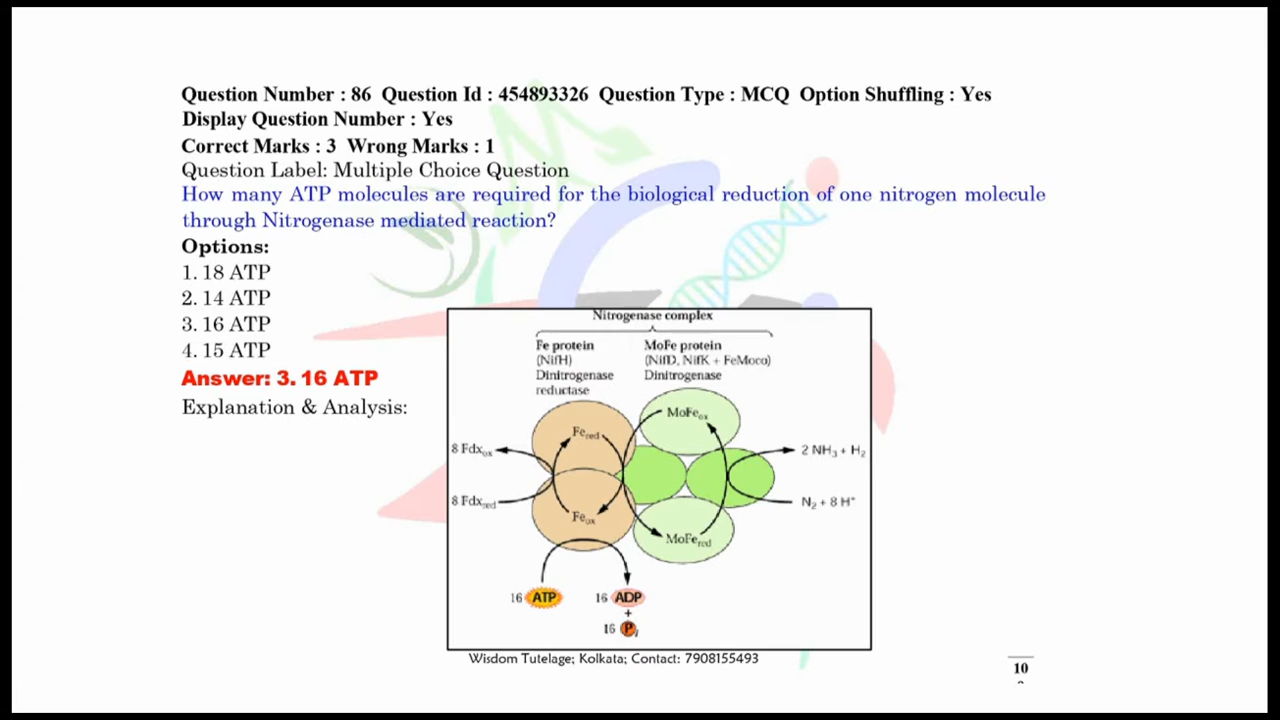 Question Number : 86 Question Id : 454893326 Question Type : MCQ Option Shuffling : Yes
Display Question Number : Yes
Correct Marks : 3 Wrong Marks : 1
Question Label: Multiple Choice Question
How many ATP molecules are required for the biological reduction of one nitrogen molecule
through Nitrogenase mediated reaction?
Options:
1. 18 ATP
2. 14 ATP
3. 16 ATP
4. 15 ATP
Answer: 3. 16 ATP
Explanation & Analysis:
Nitrogenase complex
Fe protein
(NifH)
Dinitrogenase
reductase
MoFe protein
(NifD, NifK + FeMoco)
Dinitrogenase
MoFeox
Fered
8 Fdxox
2 NH3 + H2
8 Fdxred
N2 + 8 H+
Feox
MoFered
16 ATP
16 ADP
+
16 Pi
Wisdom Tutelage; Kolkata; Contact: 7908155493
10